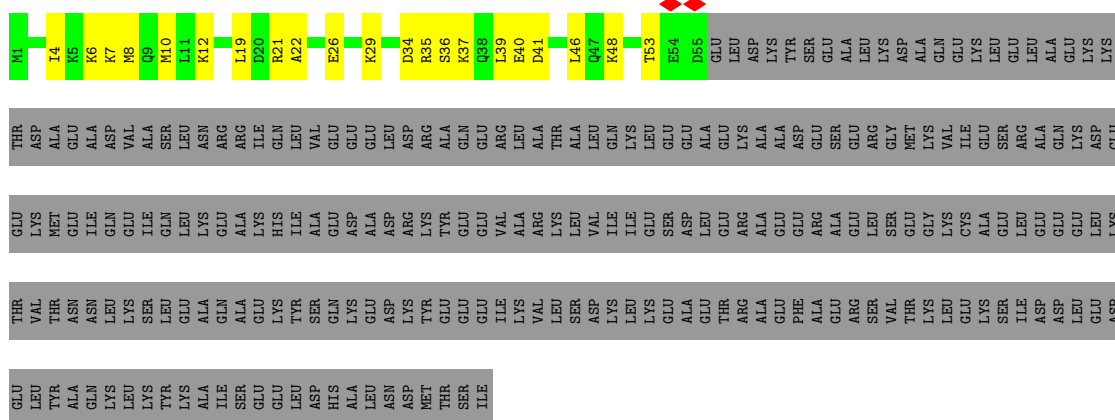 M1 I4 K5 K6 K7 M8 Q9 M10 L11 K12 L19 D20 R21 A22 E26 K29 D34 R35 S36 K37 Q38 L39 E40 D41 L46 Q47 K48 T53 E54 D55 GLU LEU ASP LYS TYR SER GLU ALA LEU LYS ASP ALA GLN GLU LYS LEU GLU LEU ALA GLU LYS LYS
THR ASP ALA GLU ALA ASP VAL ALA SER LEU ASN ARG ARG ILE GLN LEU VAL GLU GLU GLU LEU ASP ARG ALA GLN GLU ARG LEU ALA THR ALA LEU GLN LYS LEU GLU GLU ALA GLU LYS ALA ALA ASP GLU SER GLU ARG GLY MET LYS VAL ILE GLU SER ARG ALA GLN LYS ASP GLU
GLU LYS MET GLU ILE GLN GLU ILE GLN LEU LYS GLU ALA LYS HIS ILE ALA GLU ASP ALA ASP ARG LYS TYR GLU GLU VAL ALA ARG LYS LEU VAL ILE ILE GLU SER ASP LEU GLU ARG ALA GLU GLU ARG ALA GLU LEU SER GLU GLY LYS CYS ALA GLU LEU GLU GLU GLU LEU LYS
THR VAL THR ASN ASN LEU LYS SER LEU GLU ALA GLN ALA GLU LYS TYR SER GLN LYS GLU ASP LYS TYR GLU GLU GLU ILE LYS VAL LEU SER ASP LYS LEU LYS GLU ALA GLU THR ARG ALA GLU PHE ALA GLU ARG SER VAL THR LYS LEU GLU LYS SER ILE ASP ASP LEU GLU ASP
GLU LEU TYR ALA GLN LYS LEU LYS TYR LYS ALA ILE SER GLU GLU LEU ASP HIS ALA LEU ASN ASP MET THR SER ILE